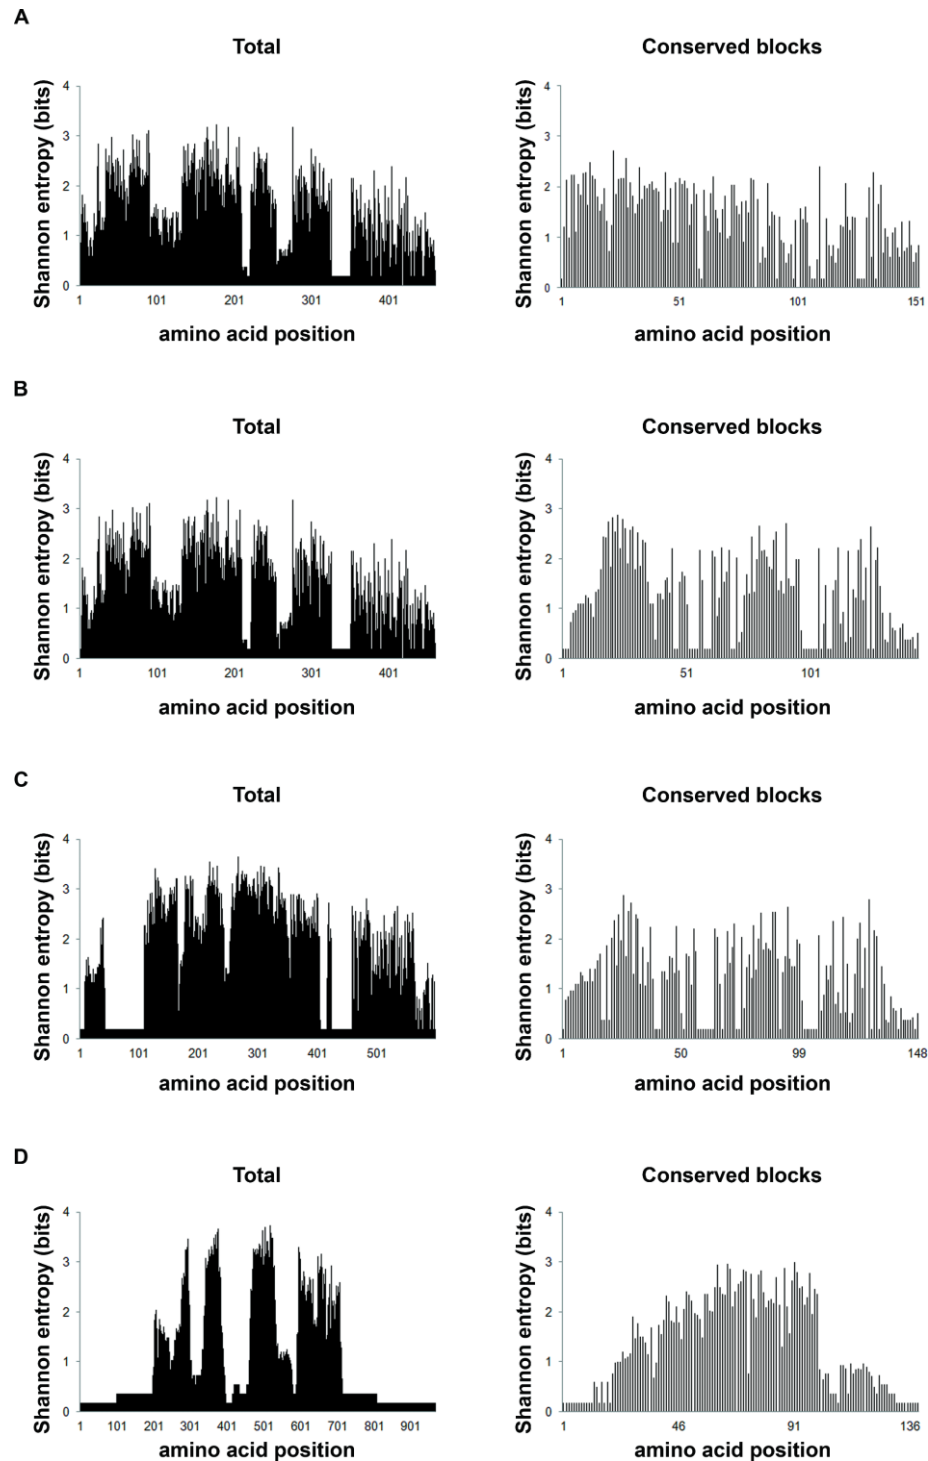 A
Total
Conserved blocks
Shannon entropy (bits)
4
3
2
1
0
1 101 201 301 401
amino acid position
Shannon entropy (bits)
4
3
2
1
0
1 51 101 151
amino acid position
B
Total
Conserved blocks
Shannon entropy (bits)
4
3
2
1
0
1 101 201 301 401
amino acid position
Shannon entropy (bits)
4
3
2
1
0
1 51 101
amino acid position
C
Total
Conserved blocks
Shannon entropy (bits)
4
3
2
1
0
1 101 201 301 401 501
amino acid position
Shannon entropy (bits)
4
3
2
1
0
1 50 99 148
amino acid position
D
Total
Conserved blocks
Shannon entropy (bits)
4
3
2
1
0
1 101 201 301 401 501 601 701 801 901
amino acid position
Shannon entropy (bits)
4
3
2
1
0
1 46 91 136
amino acid position